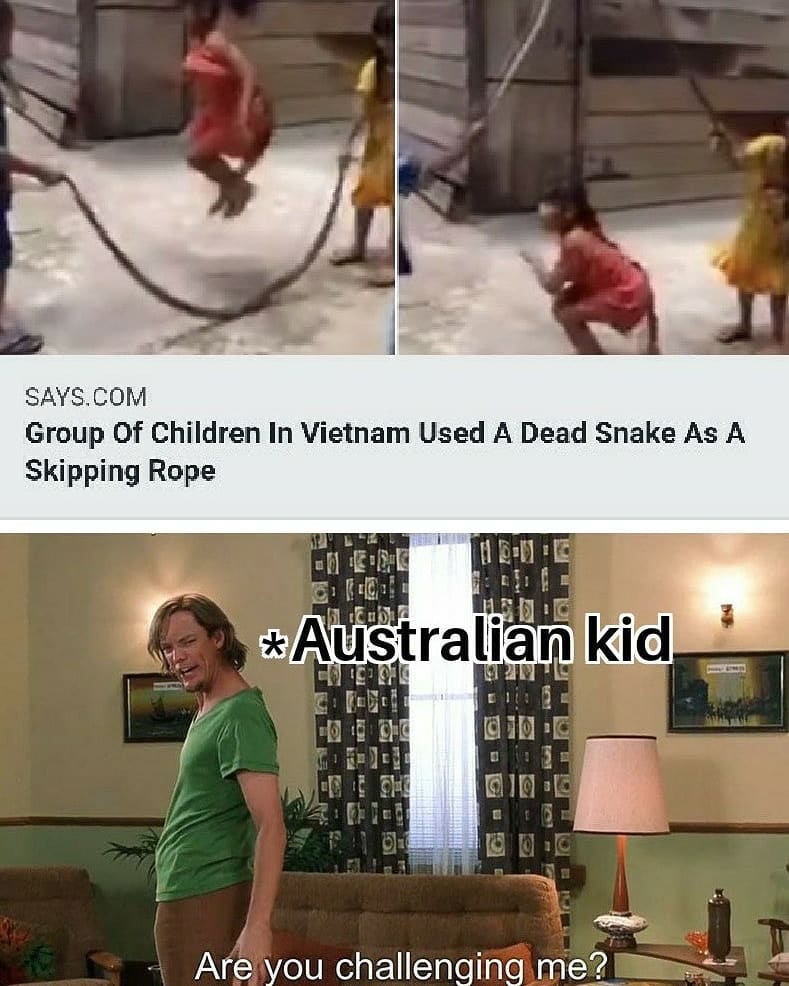 SAYS.COM
Group Of Children In Vietnam Used A Dead Snake As A
Skipping Rope
*Australian kid
Are you challenging me?